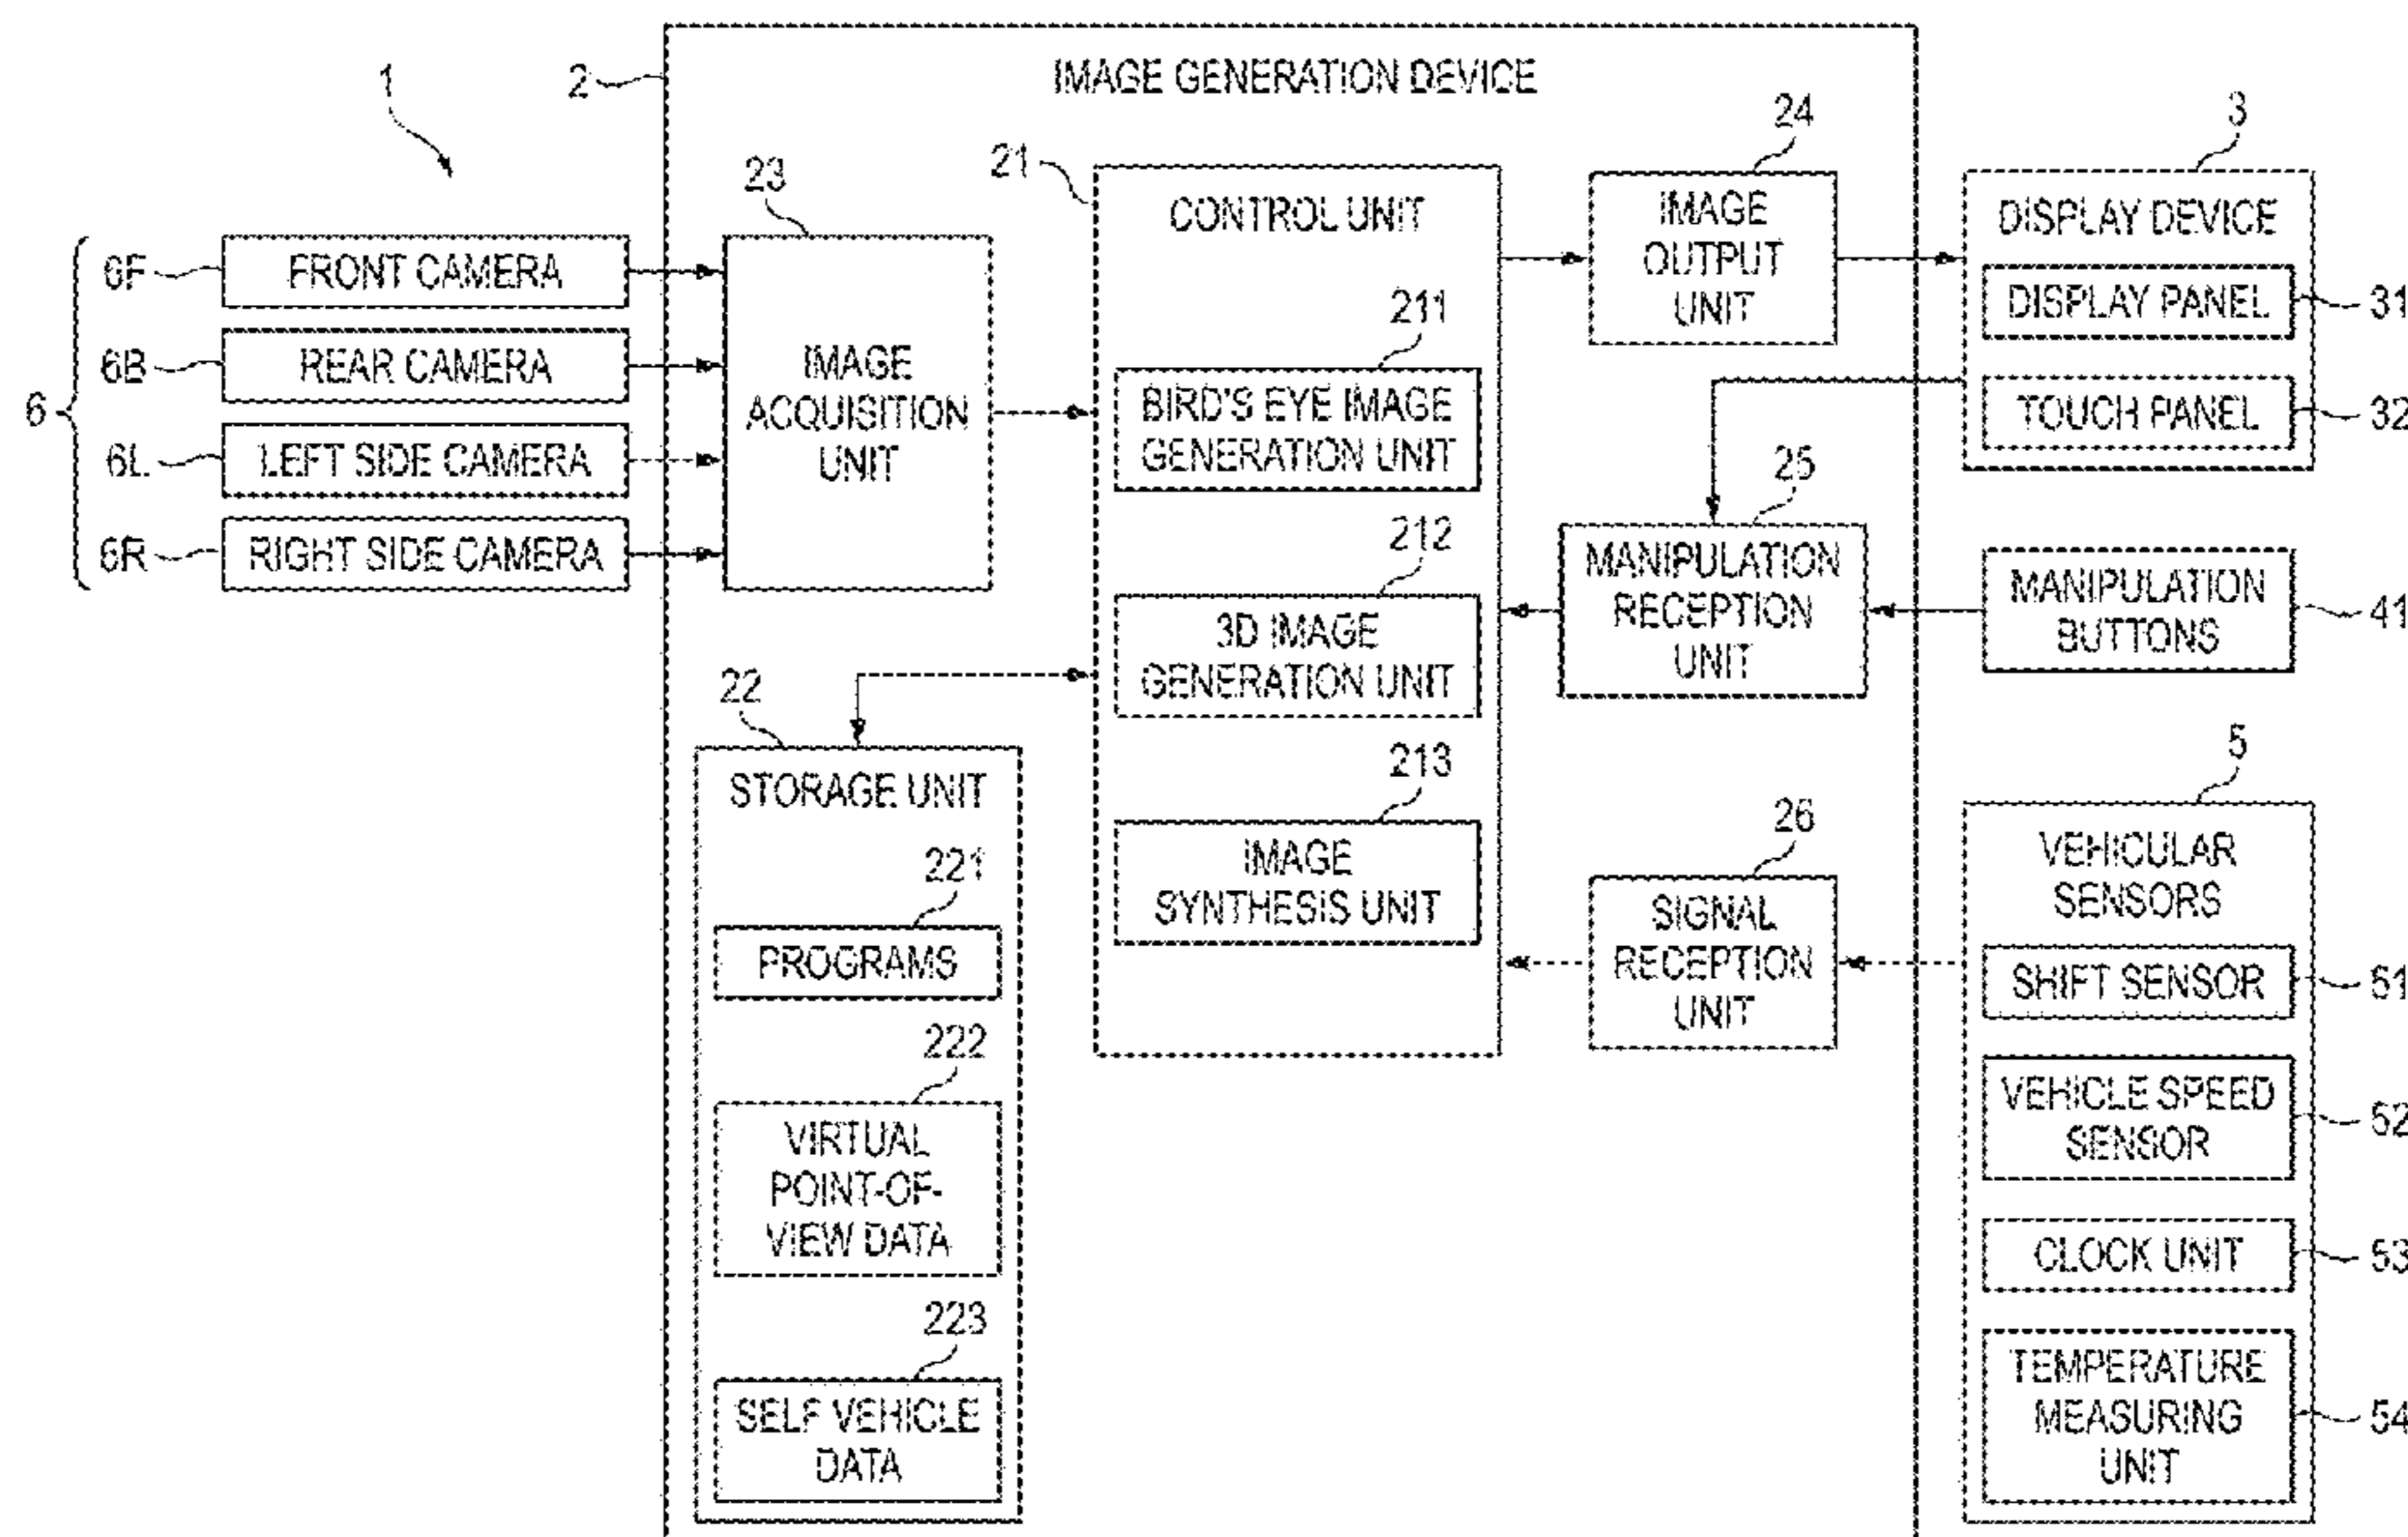 1
2
IMAGE GENERATION DEVICE
6
6F
FRONT CAMERA
6B
REAR CAMERA
6L
LEFT SIDE CAMERA
6R
RIGHT SIDE CAMERA
23
IMAGE
ACQUISITION
UNIT
22
STORAGE UNIT
221
PROGRAMS
222
VIRTUAL
POINT-OF-
VIEW DATA
223
SELF VEHICLE
DATA
21
CONTROL UNIT
211
BIRD'S EYE IMAGE
GENERATION UNIT
212
3D IMAGE
GENERATION UNIT
213
IMAGE
SYNTHESIS UNIT
24
IMAGE
OUTPUT
UNIT
25
MANIPULATION
RECEPTION
UNIT
26
SIGNAL
RECEPTION
UNIT
3
DISPLAY DEVICE
DISPLAY PANEL
31
TOUCH PANEL
32
MANIPULATION
BUTTONS
41
5
VEHICULAR
SENSORS
SHIFT SENSOR
51
VEHICLE SPEED
SENSOR
52
CLOCK UNIT
53
TEMPERATURE
MEASURING
UNIT
54